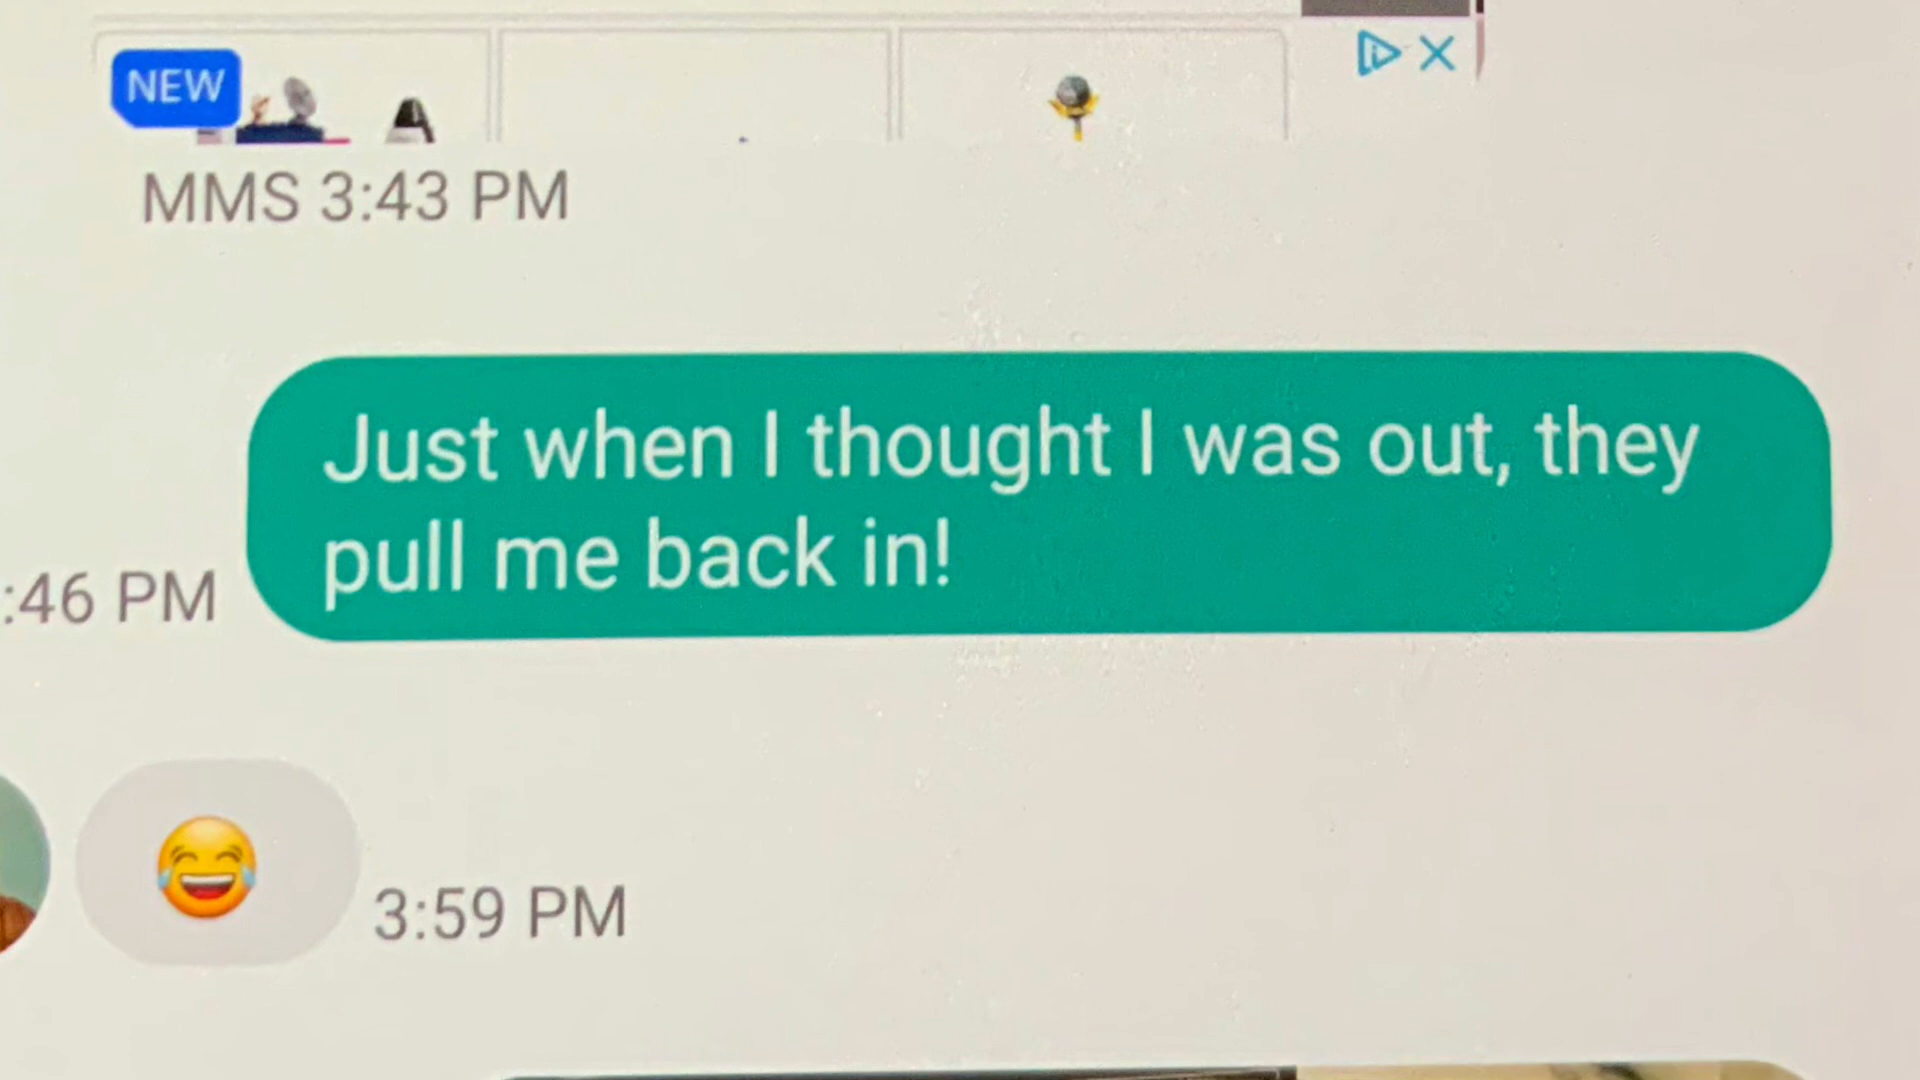 NEW
MMS 3:43 PM
Just when I thought I was out, they
pull me back in!
:46 PM
3:59 PM